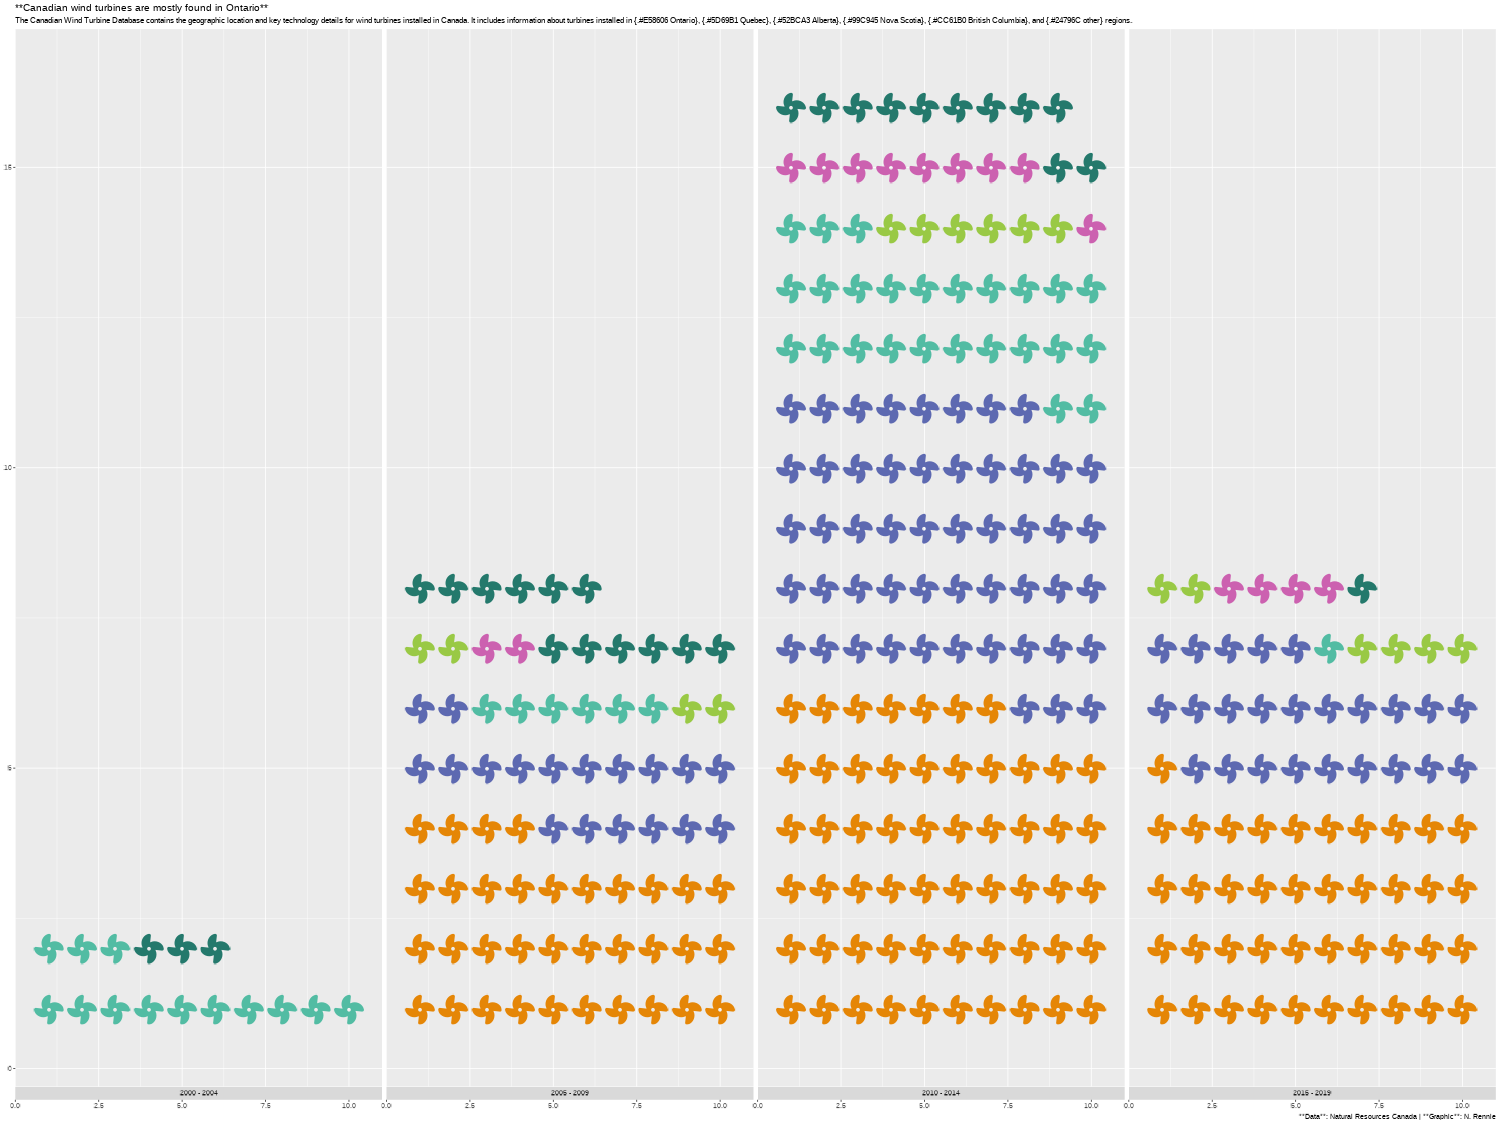 **Canadian wind turbines are mostly found in Ontario**
The Canadian Wind Turbine Database contains the geographic location and key technology details for wind turbines installed in Canada. It includes information about turbines installed in {.#E58606 Ontario}, {.#5D69B1 Quebec}, {.#52BCA3 Alberta}, {.#99C945 Nova Scotia}, {.#CC61B0 British Columbia}, and {.#24796C other} regions.
15
10
5
0
2000 - 2004
2005 - 2009
2010 - 2014
2015 - 2019
0.0 2.5 5.0 7.5 10.0 0.0 2.5 5.0 7.5 10.0 0.0 2.5 5.0 7.5 10.0 0.0 2.5 5.0 7.5 10.0
**Data**: Natural Resources Canada | **Graphic**: N. Rennie